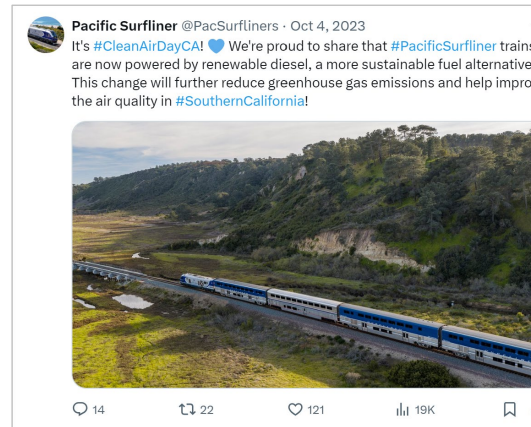 Pacific Surfliner @PacSurfliners · Oct 4, 2023
It's #CleanAirDayCA! 💙 We're proud to share that #PacificSurfliner trains
are now powered by renewable diesel, a more sustainable fuel alternative
This change will further reduce greenhouse gas emissions and help impro
the air quality in #SouthernCalifornia!
14 22 121 19K